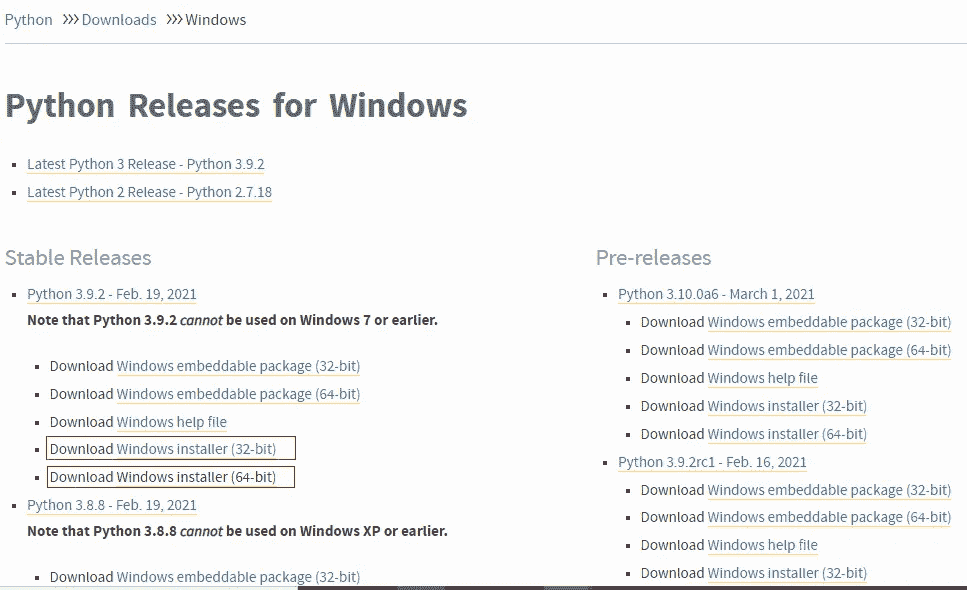 Python >>> Downloads >>> Windows
Python Releases for Windows
Latest Python 3 Release - Python 3.9.2
Latest Python 2 Release - Python 2.7.18
Stable Releases
Python 3.9.2 - Feb. 19, 2021
Note that Python 3.9.2 cannot be used on Windows 7 or earlier.
Download Windows embeddable package (32-bit)
Download Windows embeddable package (64-bit)
Download Windows help file
Download Windows installer (32-bit)
Download Windows installer (64-bit)
Python 3.8.8 - Feb. 19, 2021
Note that Python 3.8.8 cannot be used on Windows XP or earlier.
Download Windows embeddable package (32-bit)
Pre-releases
Python 3.10.0a6 - March 1, 2021
Download Windows embeddable package (32-bit)
Download Windows embeddable package (64-bit)
Download Windows help file
Download Windows installer (32-bit)
Download Windows installer (64-bit)
Python 3.9.2rc1 - Feb. 16, 2021
Download Windows embeddable package (32-bit)
Download Windows embeddable package (64-bit)
Download Windows help file
Download Windows installer (32-bit)